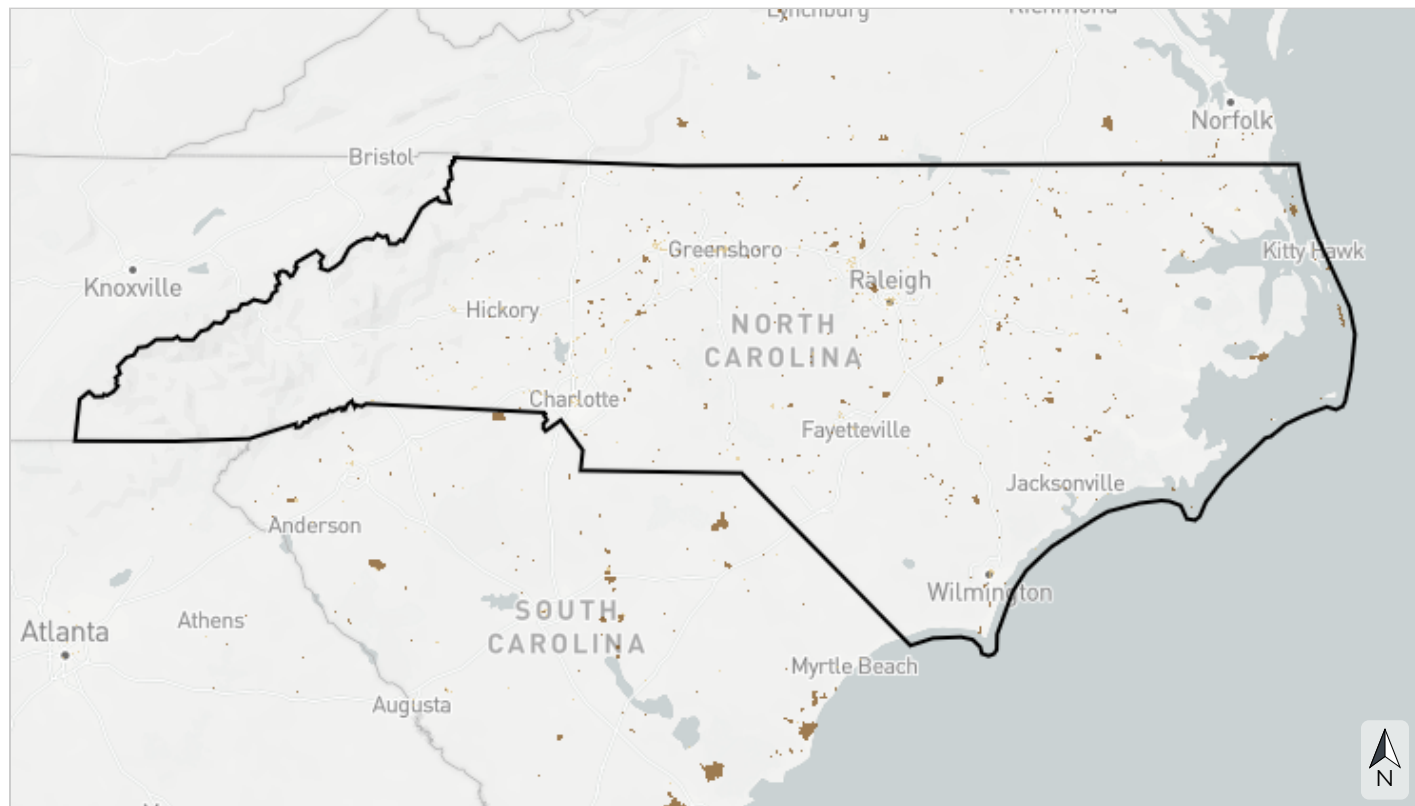 Lynchburg
Richmond
Norfolk
Bristol
Kitty Hawk
Greensboro
Knoxville
Raleigh
Hickory
NORTH
CAROLINA
Charlotte
Fayetteville
Jacksonville
Anderson
Wilmington
Athens
SOUTH
CAROLINA
Atlanta
Myrtle Beach
Augusta
N